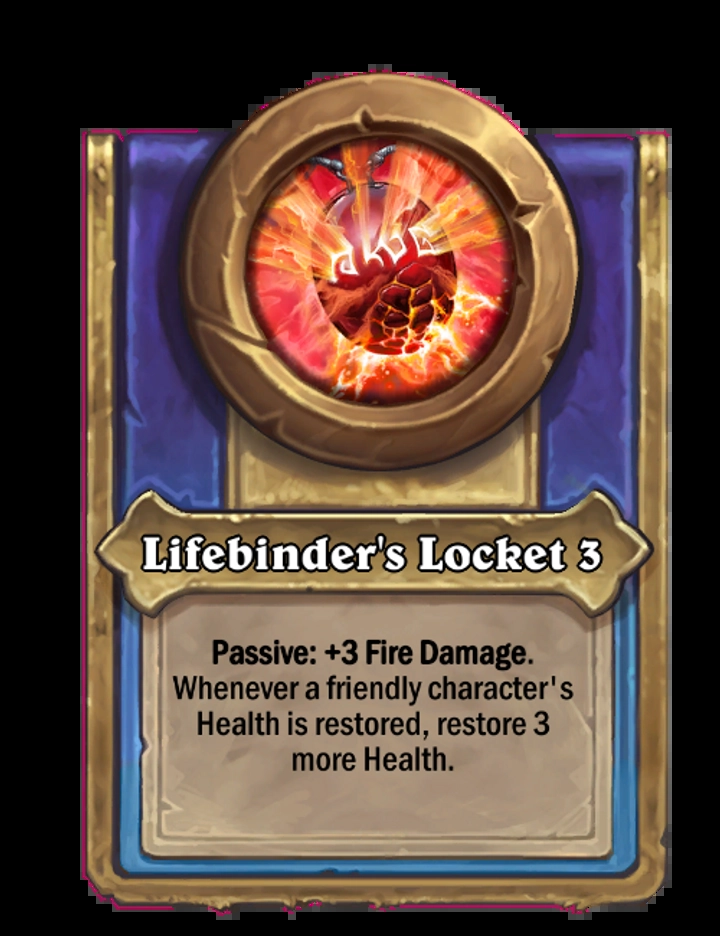 Lifebinder's Locket 3
Passive: +3 Fire Damage.
Whenever a friendly character's
Health is restored, restore 3
more Health.